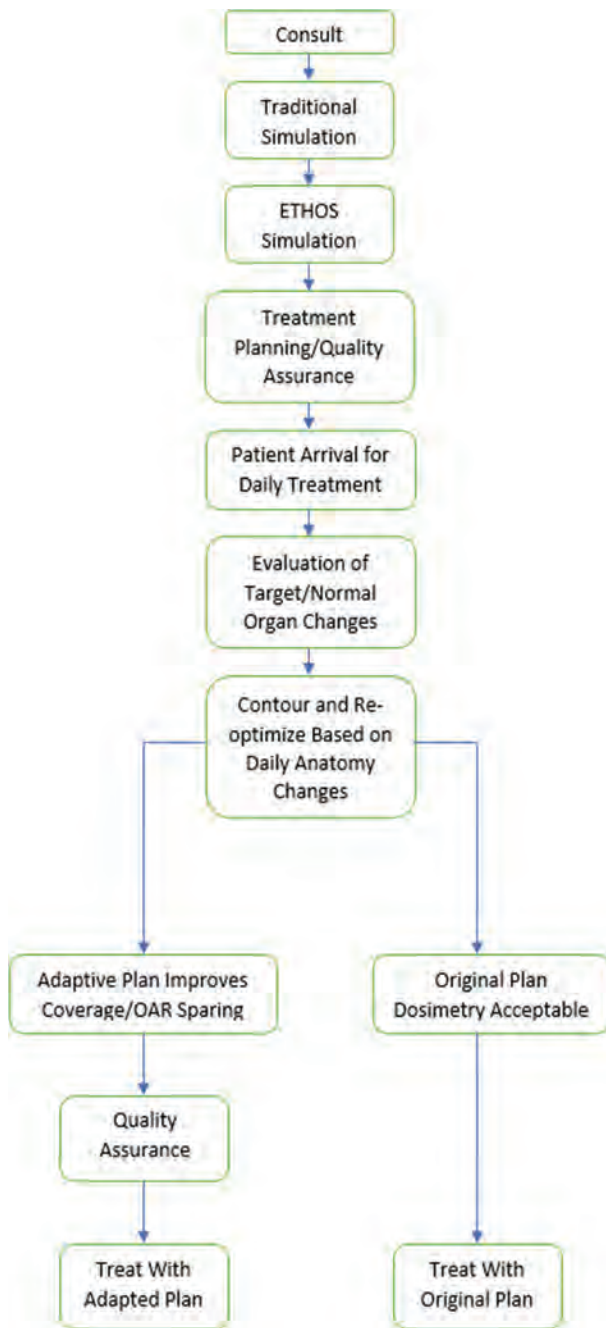 Consult
Traditional
Simulation
ETHOS
Simulation
Treatment
Planning/Quality
Assurance
Patient Arrival for
Daily Treatment
Evaluation of
Target/Normal
Organ Changes
Contour and Re-
optimize Based on
Daily Anatomy
Changes
Adaptive Plan Improves
Coverage/OAR Sparing
Original Plan
Dosimetry Acceptable
Quality
Assurance
Treat With
Adapted Plan
Treat With
Original Plan